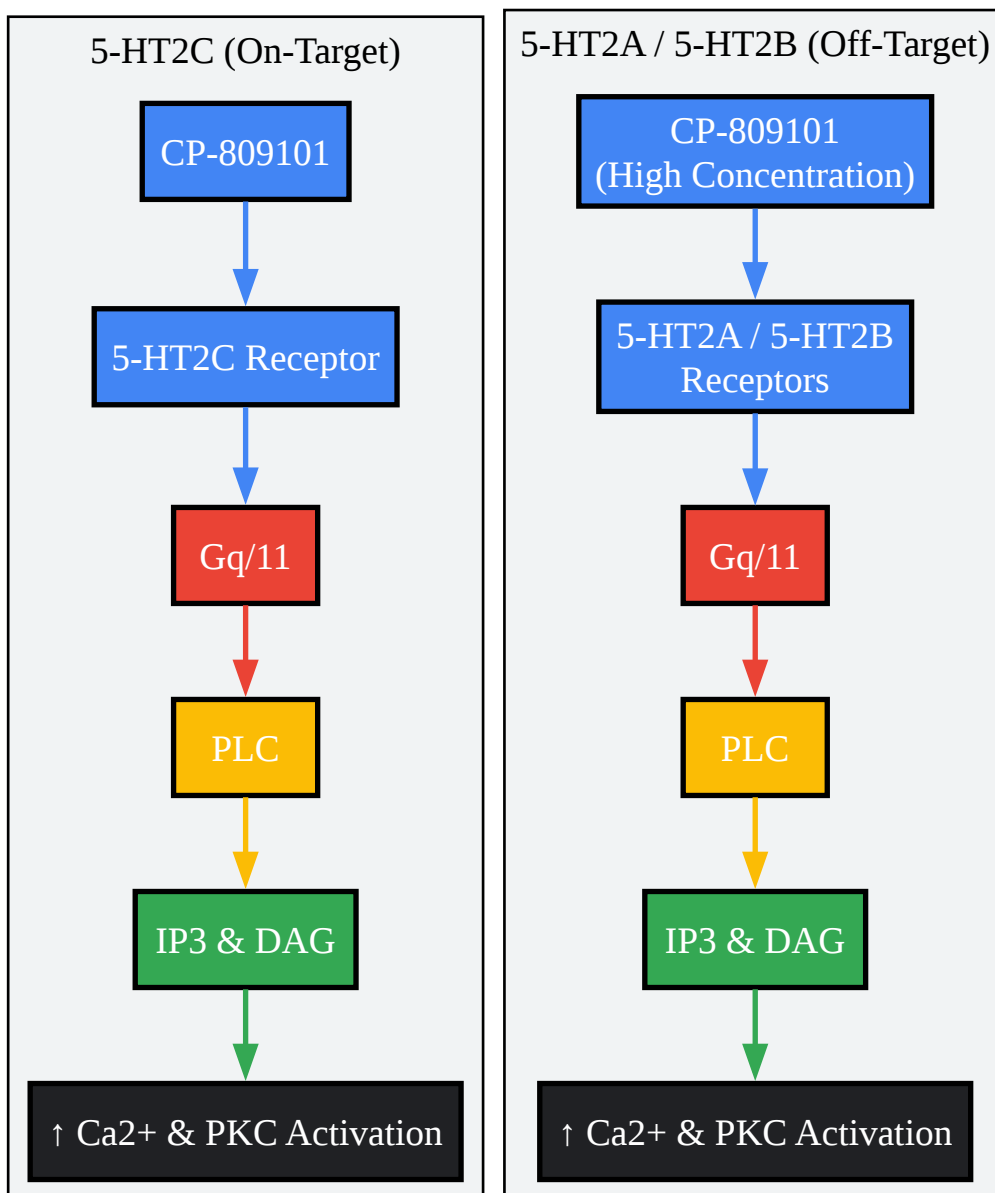 5-HT2C (On-Target)
CP-809101
5-HT2C Receptor
Gq/11
PLC
IP3 & DAG
↑ Ca2+ & PKC Activation
5-HT2A / 5-HT2B (Off-Target)
CP-809101
(High Concentration)
5-HT2A / 5-HT2B
Receptors
Gq/11
PLC
IP3 & DAG
↑ Ca2+ & PKC Activation